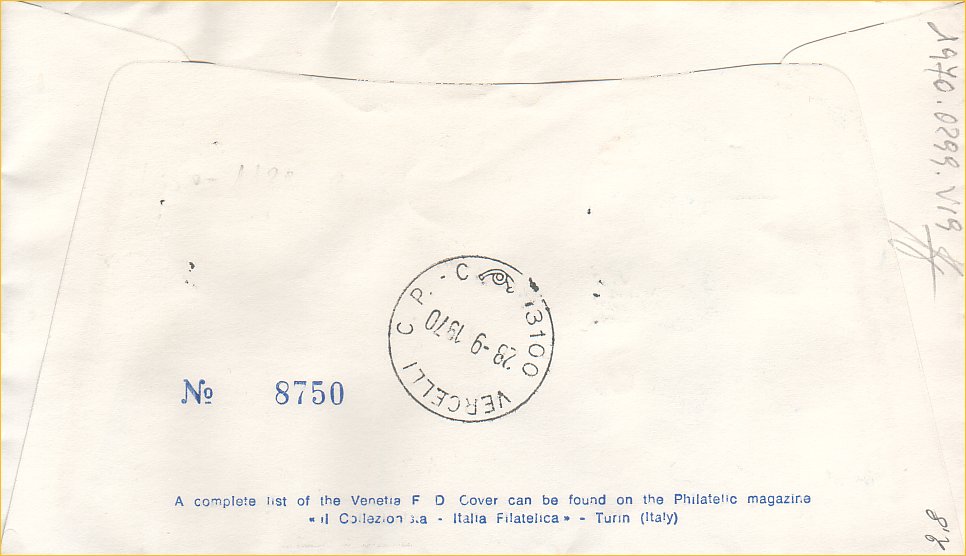 1970.0299.V19
13100 VERCELLI C P. - C
29-9 1970
Nº 8750
A complete list of the Venetia F D Cover can be found on the Philatelic magazine
« il Collezionista - Italia Filatelica » - Turin (Italy)